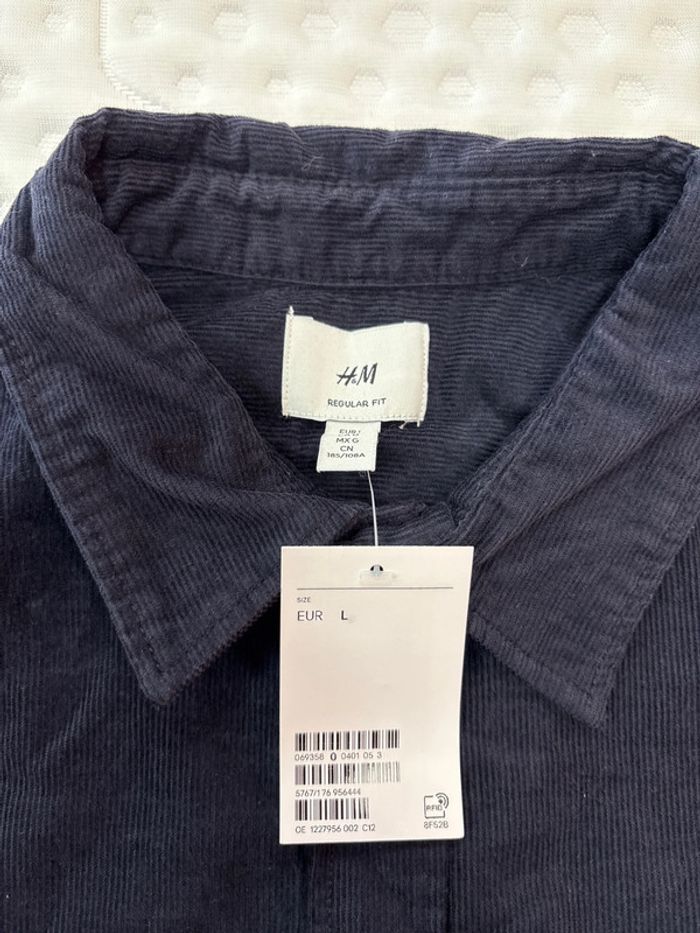 H&M
REGULAR FIT
EUR L
MX G
CN
185/108A
SIZE
EUR L
069358 0 0401 05 3
5767/176 956444
OE 1227956 002 C12
RFID
8F52B